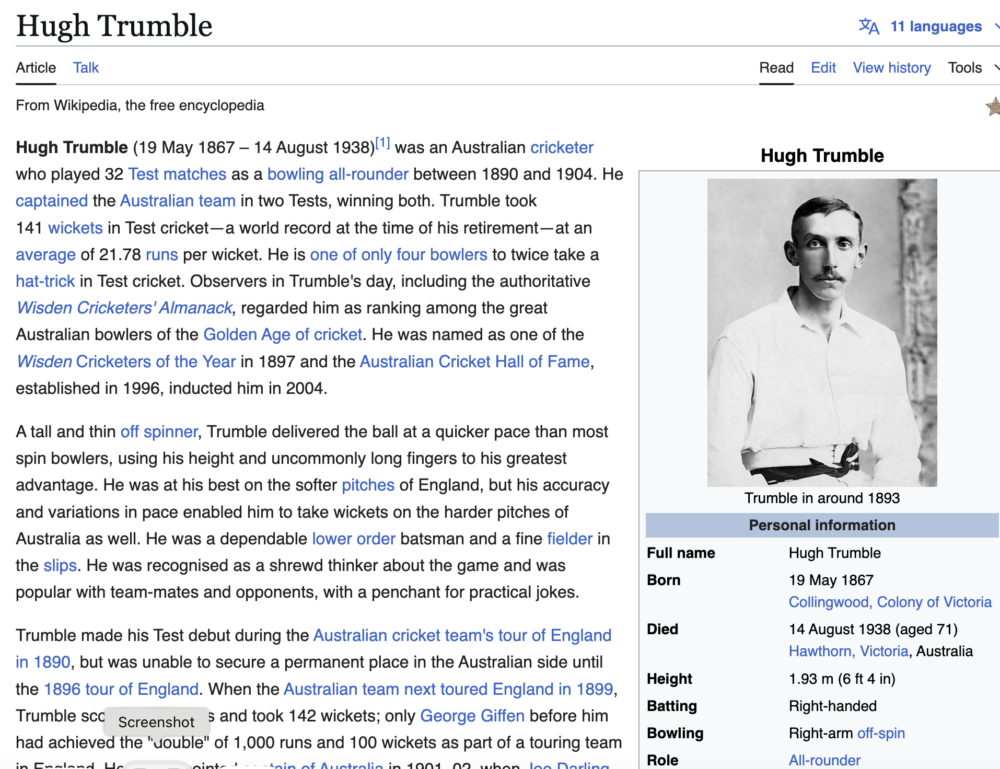 Hugh Trumble
11 languages
Article Talk
Read Edit View history Tools
From Wikipedia, the free encyclopedia
Hugh Trumble (19 May 1867 – 14 August 1938)[1] was an Australian cricketer
who played 32 Test matches as a bowling all-rounder between 1890 and 1904. He
captained the Australian team in two Tests, winning both. Trumble took
141 wickets in Test cricket—a world record at the time of his retirement—at an
average of 21.78 runs per wicket. He is one of only four bowlers to twice take a
hat-trick in Test cricket. Observers in Trumble's day, including the authoritative
Wisden Cricketers' Almanack, regarded him as ranking among the great
Australian bowlers of the Golden Age of cricket. He was named as one of the
Wisden Cricketers of the Year in 1897 and the Australian Cricket Hall of Fame,
established in 1996, inducted him in 2004.
A tall and thin off spinner, Trumble delivered the ball at a quicker pace than most
spin bowlers, using his height and uncommonly long fingers to his greatest
advantage. He was at his best on the softer pitches of England, but his accuracy
and variations in pace enabled him to take wickets on the harder pitches of
Australia as well. He was a dependable lower order batsman and a fine fielder in
the slips. He was recognised as a shrewd thinker about the game and was
popular with team-mates and opponents, with a penchant for practical jokes.
Trumble made his Test debut during the Australian cricket team's tour of England
in 1890, but was unable to secure a permanent place in the Australian side until
the 1896 tour of England. When the Australian team next toured England in 1899,
Trumble and took 142 wickets; only George Giffen before him
Screenshot
had achieved the "double" of 1,000 runs and 100 wickets as part of a touring team
in England. He of Australia in 1901–02, when Joe Darling
Hugh Trumble
Trumble in around 1893
Personal information
Full name Hugh Trumble
Born 19 May 1867
Collingwood, Colony of Victoria
Died 14 August 1938 (aged 71)
Hawthorn, Victoria, Australia
Height 1.93 m (6 ft 4 in)
Batting Right-handed
Bowling Right-arm off-spin
Role All-rounder